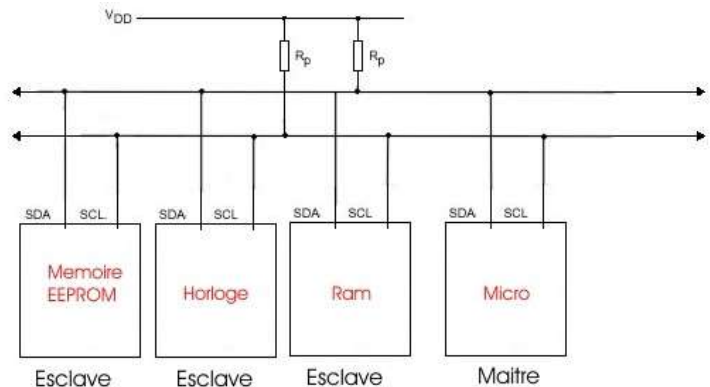 VDD
Rp Rp
SDA SCL. SDA SCL SDA SCL SDA SCL
Memoire
EEPROM
Horloge
Ram
Micro
Esclave Esclave Esclave Maitre